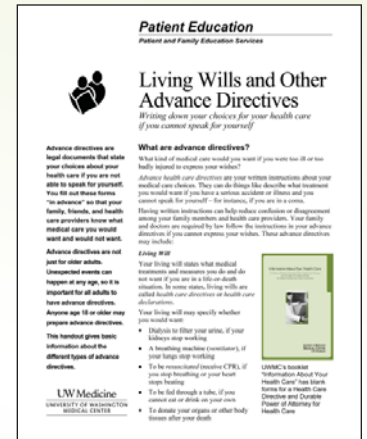 Patient Education
Patient and Family Education Services
Living Wills and Other
Advance Directives
Writing down your choices for your health care
if you cannot speak for yourself
Advance directives are
legal documents that state
your choices about your
health care if you are not
able to speak for yourself.
You fill out these forms
"in advance" so that your
family, friends, and health
care providers know what
medical care you would
want and would not want.
Advance directives are not
just for older adults.
Unexpected events can
happen at any age, so it is
important for all adults to
have advance directives.
Anyone age 18 or older may
prepare advance directives.
This handout gives basic
information about the
different types of advance
directives.
UW Medicine
UNIVERSITY OF WASHINGTON
MEDICAL CENTER
What are advance directives?
What kind of medical care would you want if you were too ill or too
badly injured to express your wishes?
Advance health care directives are your written instructions about your
medical care choices. They can do things like describe what treatment
you would want if you have a serious accident or illness and you
cannot speak for yourself – for instance, if you are in a coma.
Having written instructions can help reduce confusion or disagreement
among your family members and health care providers. Your family
and doctors are required by law follow the instructions in your advance
directives if you cannot express your wishes. These advance directives
may include:
Living Will
Your living will states what medical
treatments and measures you do and do
not want if you are in a life-or-death
situation. In some states, living wills are
called health care directives or health care
declarations.
Your living will may specify whether
you would want:
• Dialysis to filter your urine, if your
kidneys stop working
• A breathing machine (ventilator), if
your lungs stop working
• To be resuscitated (receive CPR), if
you stop breathing or your heart
stops beating
• To be fed through a tube, if you
cannot eat or drink on your own
• To donate your organs or other body
tissues after your death
Information About Your Health Care
UWMC's booklet
"Information About Your
Health Care" has blank
forms for a Health Care
Directive and Durable
Power of Attorney for
Health Care